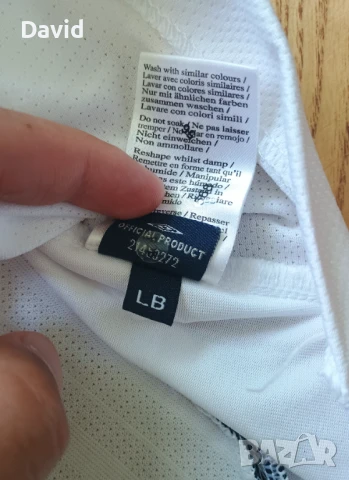 David
Wash with similar colours /
Laver avec coloris similaires /
Lavar con colores similares /
Nur mit ähnlichen farben
zusammen waschen /
Lavare con colori simili /
Do not soak / Ne pas laisser
tremper / No dejar en remojo /
Nicht einweichen /
Non ammollare /
Reshape whilst damp /
Remettre en forme tant qu'il
humide / Manipular
/ Repasser
OFFICIAL PRODUCT
LB
BAZAR